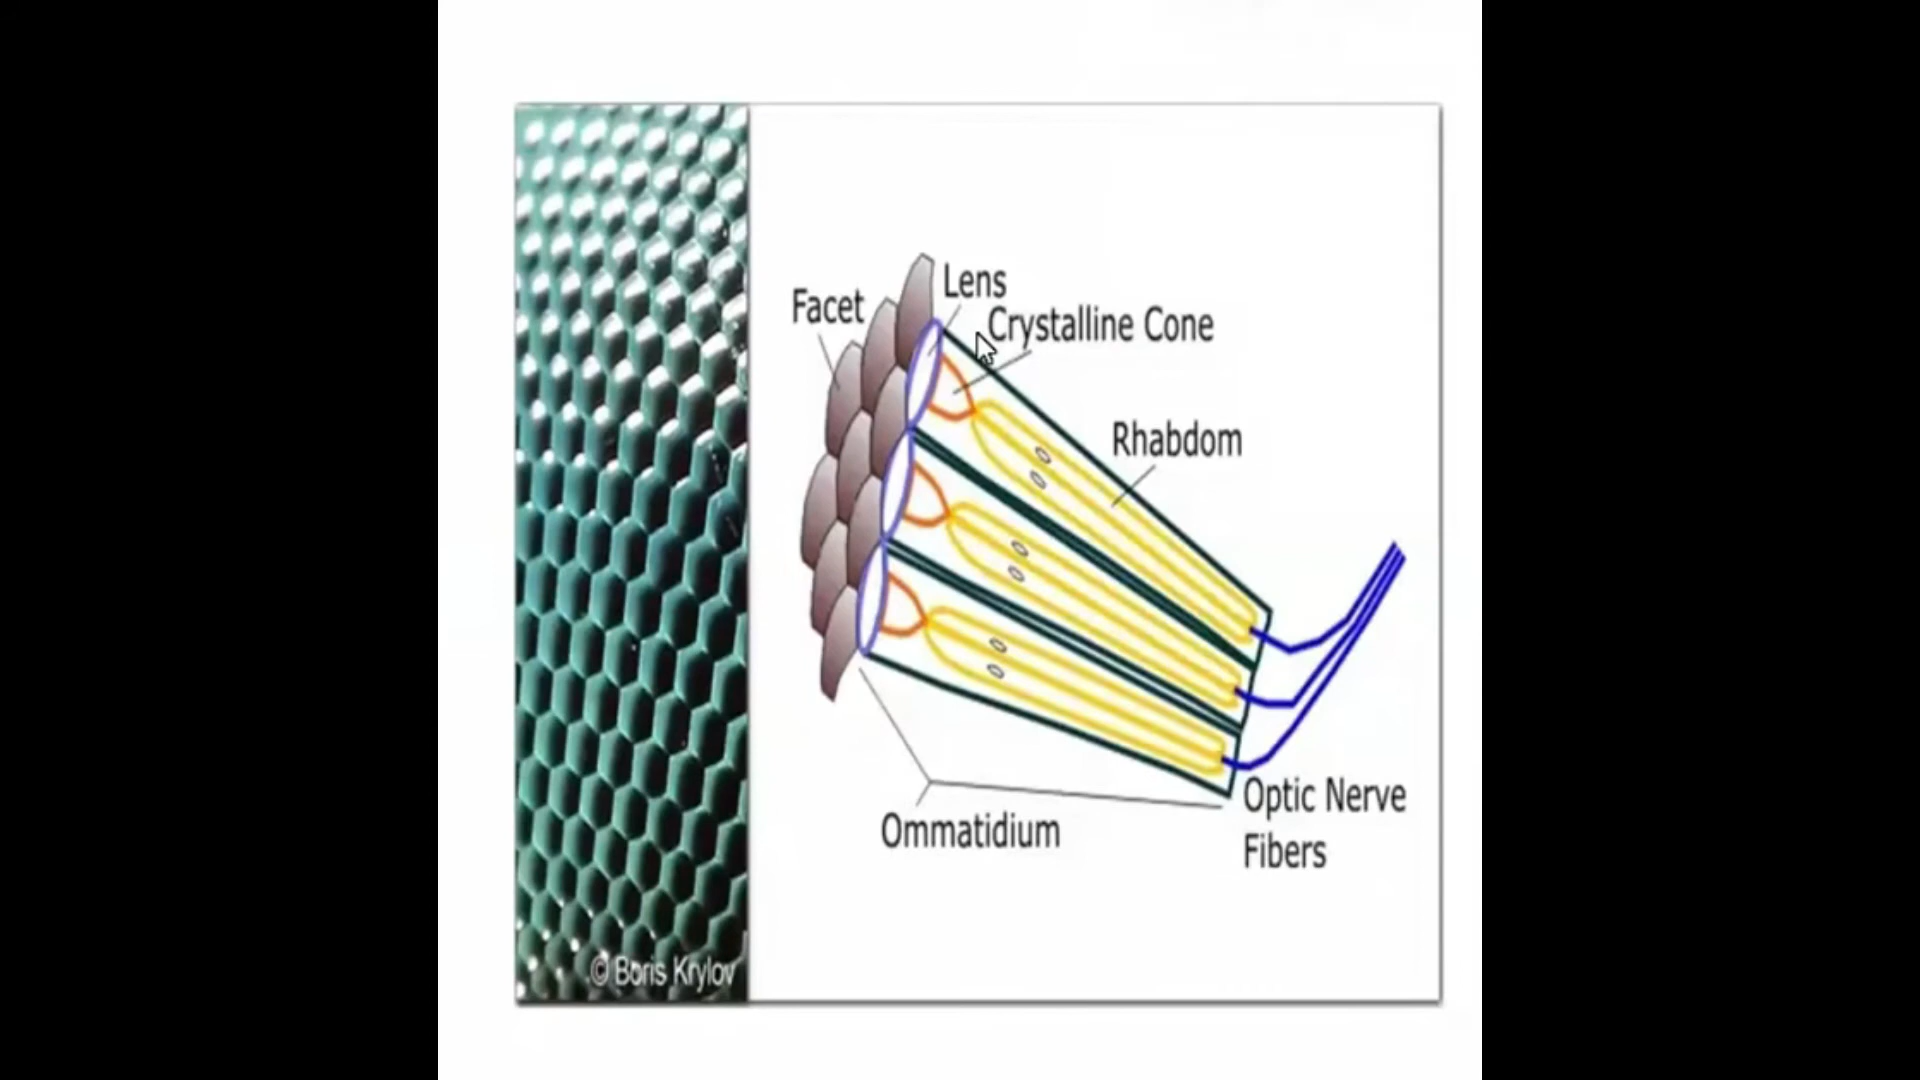 Lens
Facet
Crystalline Cone
Rhabdom
Optic Nerve
Fibers
Ommatidium
© Boris Krylov